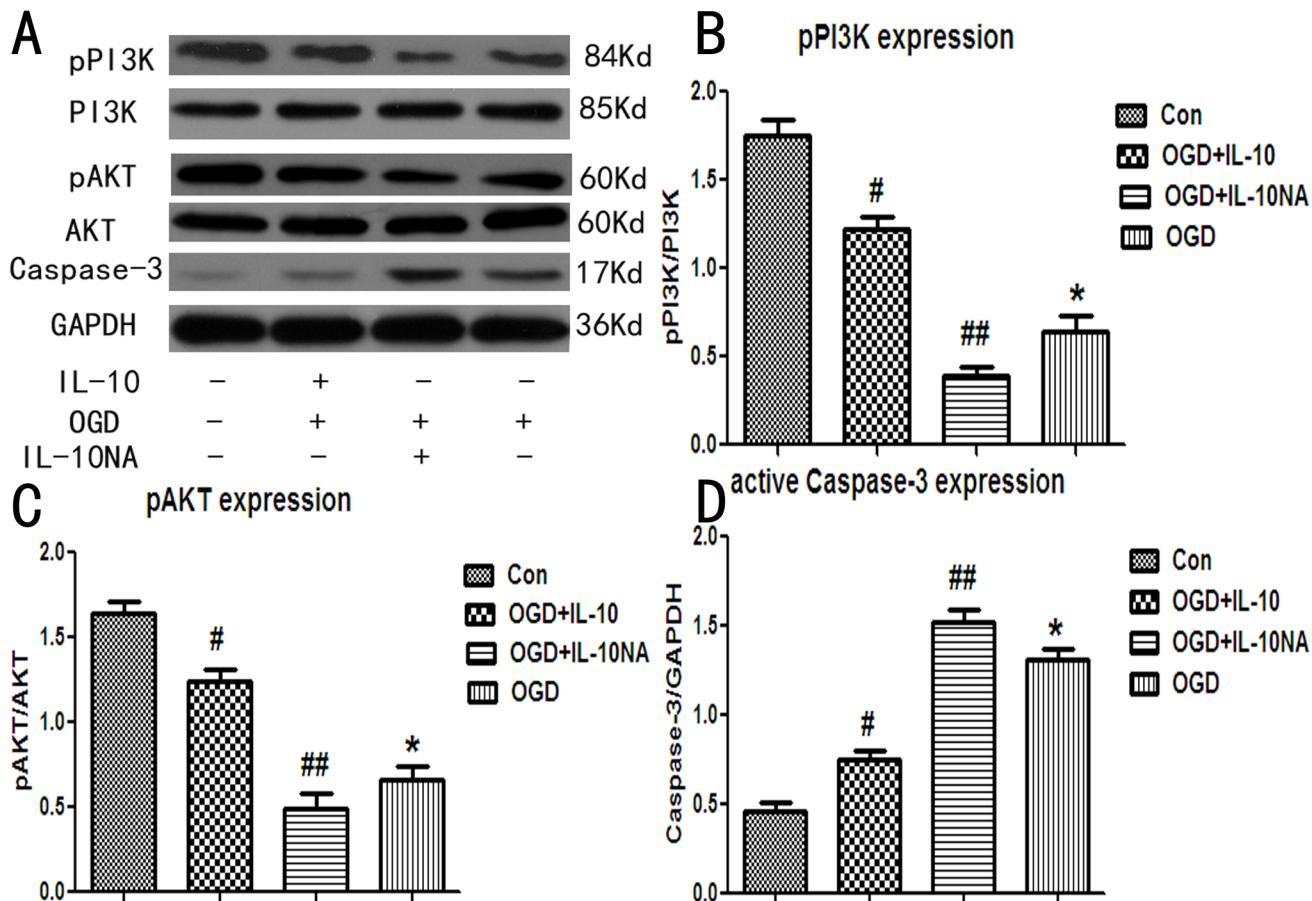 A
pPI3K 84Kd
PI3K 85Kd
pAKT 60Kd
AKT 60Kd
Caspase-3 17Kd
GAPDH 36Kd
IL-10 - + - -
OGD - + + +
IL-10NA - - + -
B
pPI3K expression
pPI3K/PI3K
2.0
1.5
1.0
0.5
0.0
#
##
*
Con
OGD+IL-10
OGD+IL-10NA
OGD
C
pAKT expression
pAKT/AKT
2.0
1.5
1.0
0.5
0.0
#
##
*
Con
OGD+IL-10
OGD+IL-10NA
OGD
D
active Caspase-3 expression
Caspase-3/GAPDH
2.0
1.5
1.0
0.5
0.0
#
##
*
Con
OGD+IL-10
OGD+IL-10NA
OGD